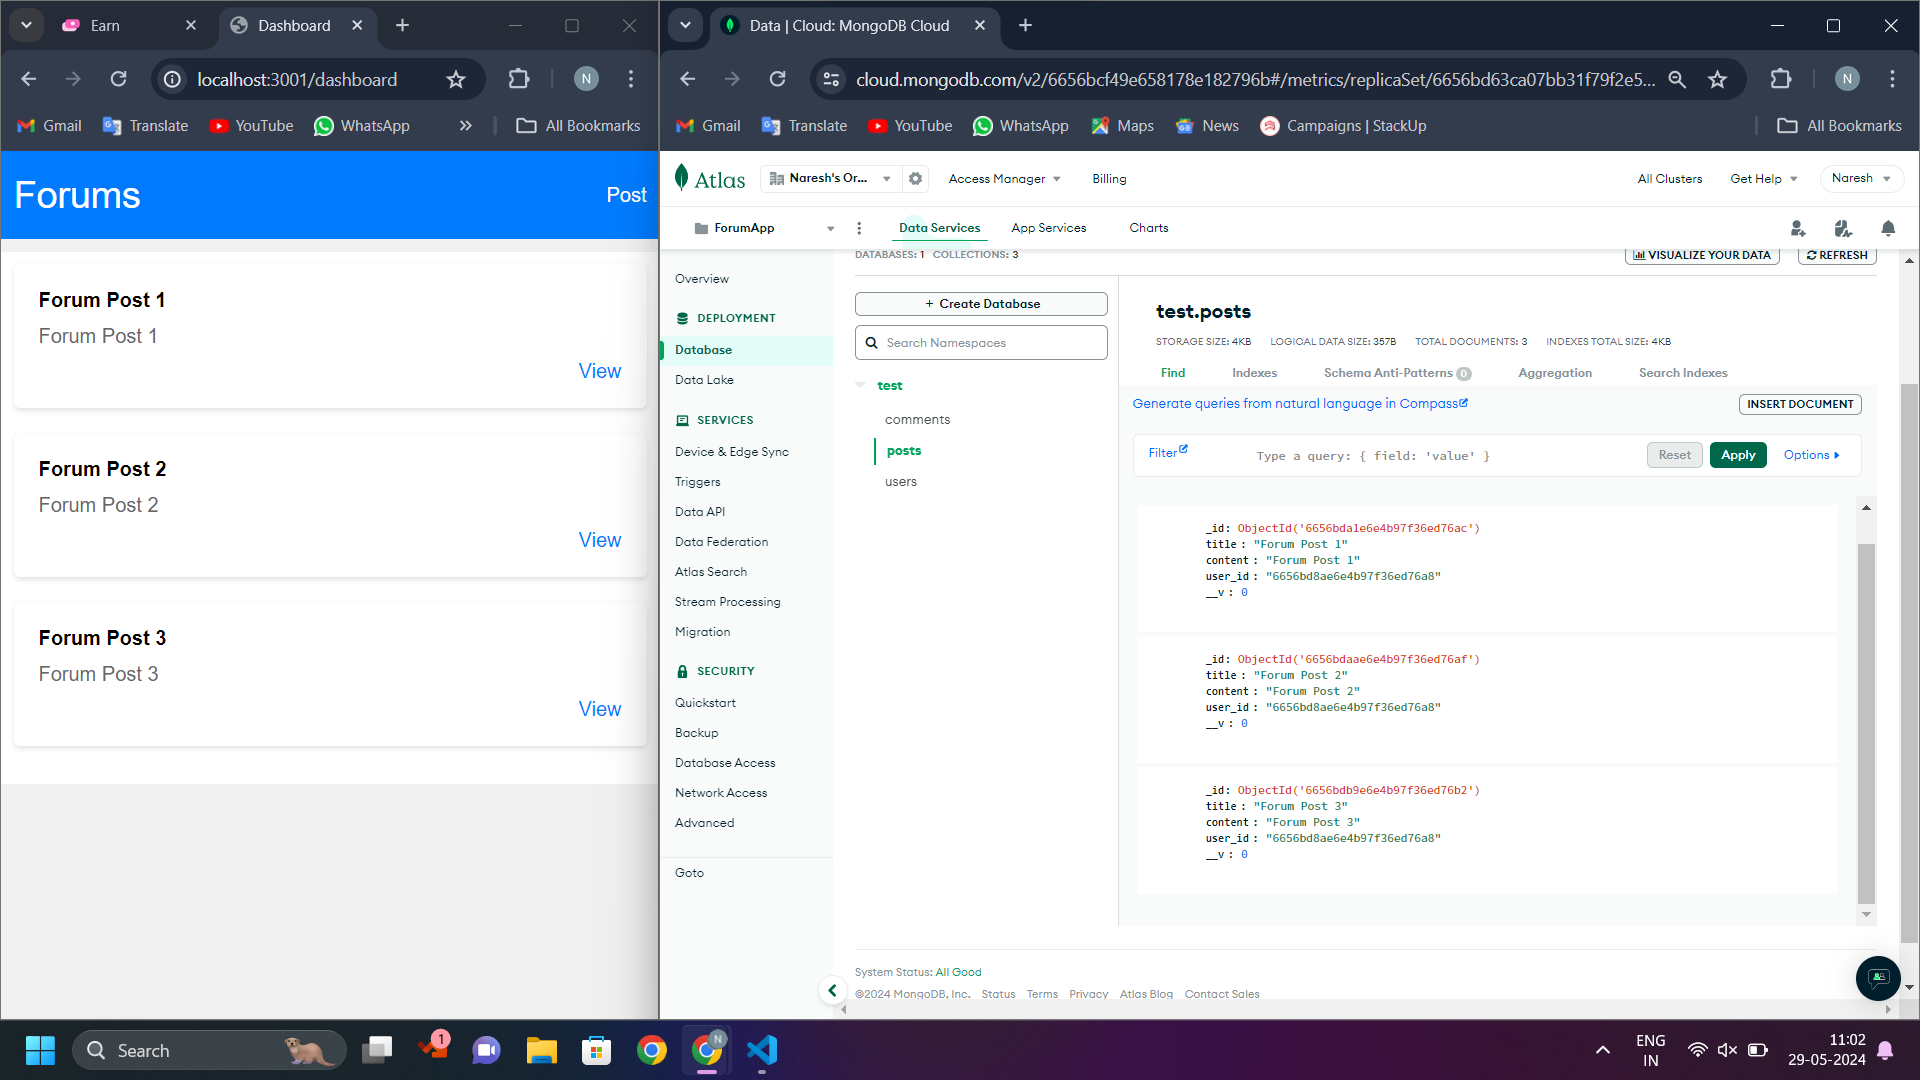 Earn
Dashboard
localhost:3001/dashboard
N
Gmail
Translate
YouTube
WhatsApp
All Bookmarks
Forums
Post
Forum Post 1
Forum Post 1
View
Forum Post 2
Forum Post 2
View
Forum Post 3
Forum Post 3
View
Data | Cloud: MongoDB Cloud
cloud.mongodb.com/v2/6656bcf49e658178e182796b#/metrics/replicaSet/6656bd63ca07bb31f79f2e5...
N
Gmail
Translate
YouTube
WhatsApp
Maps
News
Campaigns | StackUp
All Bookmarks
Atlas
Naresh's Or...
Access Manager
Billing
All Clusters
Get Help
Naresh
ForumApp
Data Services
App Services
Charts
Overview
DEPLOYMENT
Database
Data Lake
SERVICES
Device & Edge Sync
Triggers
Data API
Data Federation
Atlas Search
Stream Processing
Migration
SECURITY
Quickstart
Backup
Database Access
Network Access
Advanced
Goto
DATABASES: 1 COLLECTIONS: 3
VISUALIZE YOUR DATA
REFRESH
+ Create Database
Search Namespaces
test
comments
posts
users
test.posts
STORAGE SIZE: 4KB LOGICAL DATA SIZE: 357B TOTAL DOCUMENTS: 3 INDEXES TOTAL SIZE: 4KB
Find
Indexes
Schema Anti-Patterns 0
Aggregation
Search Indexes
Generate queries from natural language in Compass
INSERT DOCUMENT
Filter
Type a query: { field: 'value' }
Reset
Apply
Options
_id: ObjectId('6656bda1e6e4b97f36ed76ac')
title : "Forum Post 1"
content : "Forum Post 1"
user_id : "6656bd8ae6e4b97f36ed76a8"
__v : 0
_id: ObjectId('6656bdaae6e4b97f36ed76af')
title : "Forum Post 2"
content : "Forum Post 2"
user_id : "6656bd8ae6e4b97f36ed76a8"
__v : 0
_id: ObjectId('6656bdb9e6e4b97f36ed76b2')
title : "Forum Post 3"
content : "Forum Post 3"
user_id : "6656bd8ae6e4b97f36ed76a8"
__v : 0
System Status: All Good
©2024 MongoDB, Inc. Status Terms Privacy Atlas Blog Contact Sales
Search
1
N
ENG
IN
11:02
29-05-2024